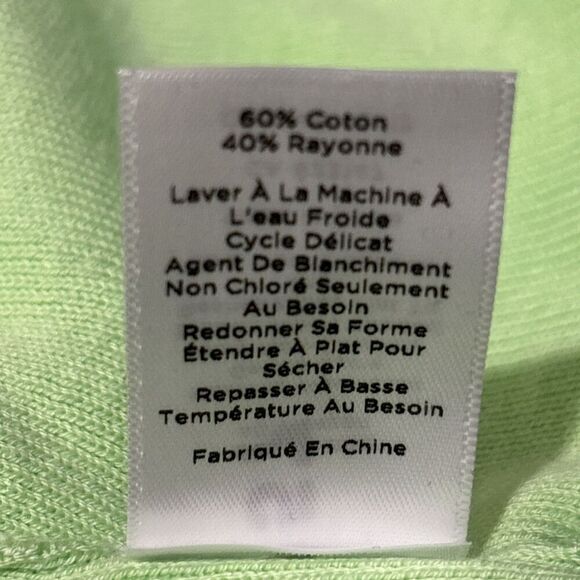 60% Coton
40% Rayonne
Laver À La Machine À
L'eau Froide
Cycle Délicat
Agent De Blanchiment
Non Chloré Seulement
Au Besoin
Redonner Sa Forme
Étendre À Plat Pour
Sécher
Repasser À Basse
Température Au Besoin
Fabriqué En Chine